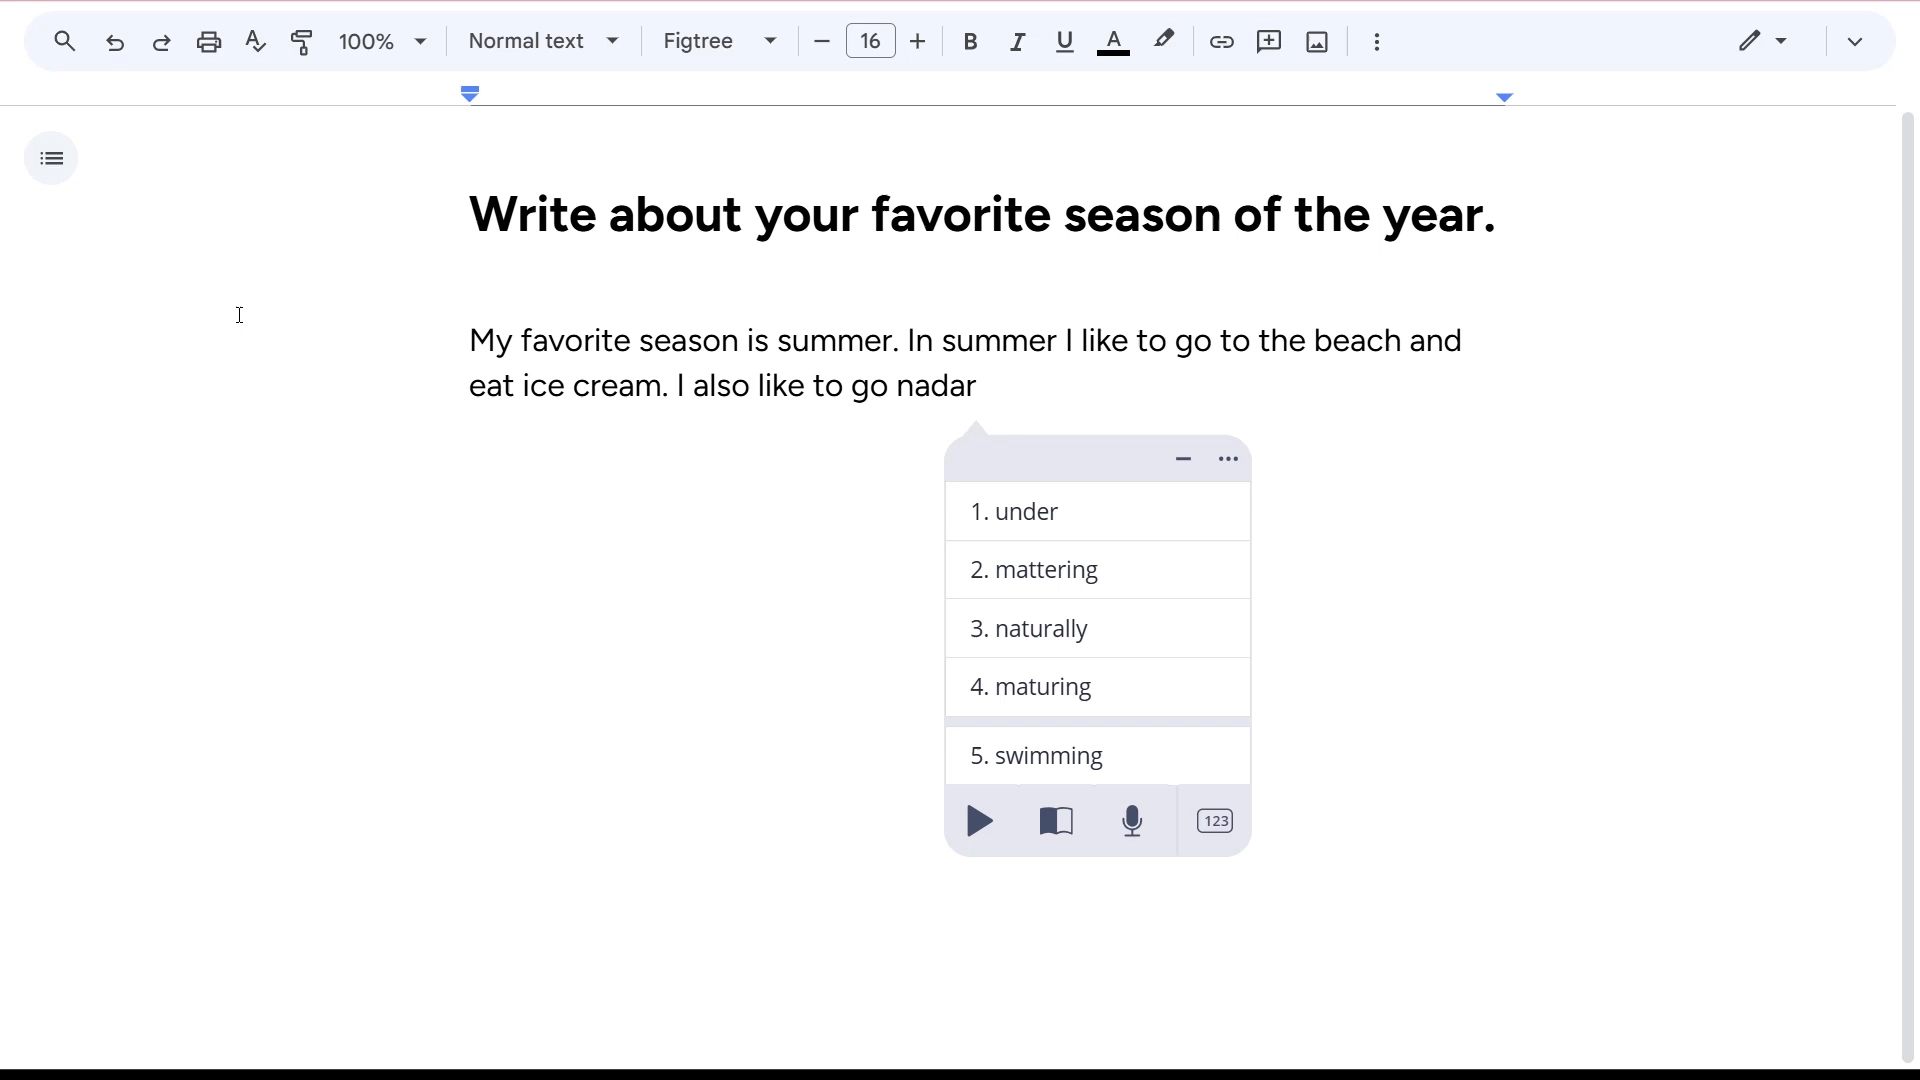 100%
Normal text
Figtree
16
B
I
U
A
Write about your favorite season of the year.
My favorite season is summer. In summer I like to go to the beach and
eat ice cream. I also like to go nadar
1. under
2. mattering
3. naturally
4. maturing
5. swimming
123